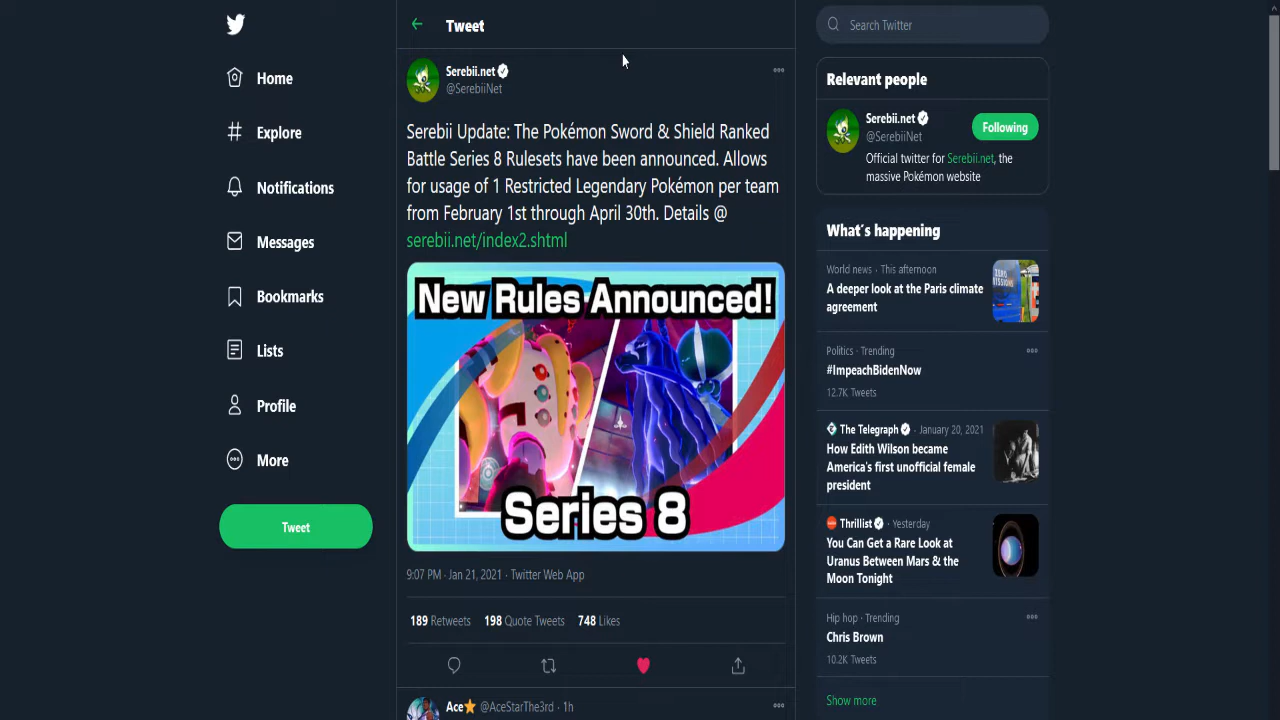 Home
Explore
Notifications
Messages
Bookmarks
Lists
Profile
More
Tweet
Tweet
Serebii.net
@SerebiiNet
Serebii Update: The Pokémon Sword & Shield Ranked
Battle Series 8 Rulesets have been announced. Allows
for usage of 1 Restricted Legendary Pokémon per team
from February 1st through April 30th. Details @
serebii.net/index2.shtml
New Rules Announced!
Series 8
9:07 PM · Jan 21, 2021 · Twitter Web App
189 Retweets 198 Quote Tweets 748 Likes
Ace⭐ @AceStarThe3rd · 1h
Search Twitter
Relevant people
Serebii.net
@SerebiiNet
Following
Official twitter for Serebii.net, the
massive Pokémon website
What's happening
World news · This afternoon
A deeper look at the Paris climate
agreement
ZERO
Politics · Trending
#ImpeachBidenNow
12.7K Tweets
The Telegraph · January 20, 2021
How Edith Wilson became
America's first unofficial female
president
Thrillist · Yesterday
You Can Get a Rare Look at
Uranus Between Mars & the
Moon Tonight
Hip hop · Trending
Chris Brown
10.2K Tweets
Show more